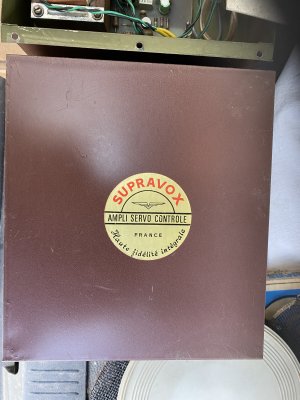 SUPRAVOX
AMPLI SERVO CONTROLE
FRANCE
Haute fidélité intégrale